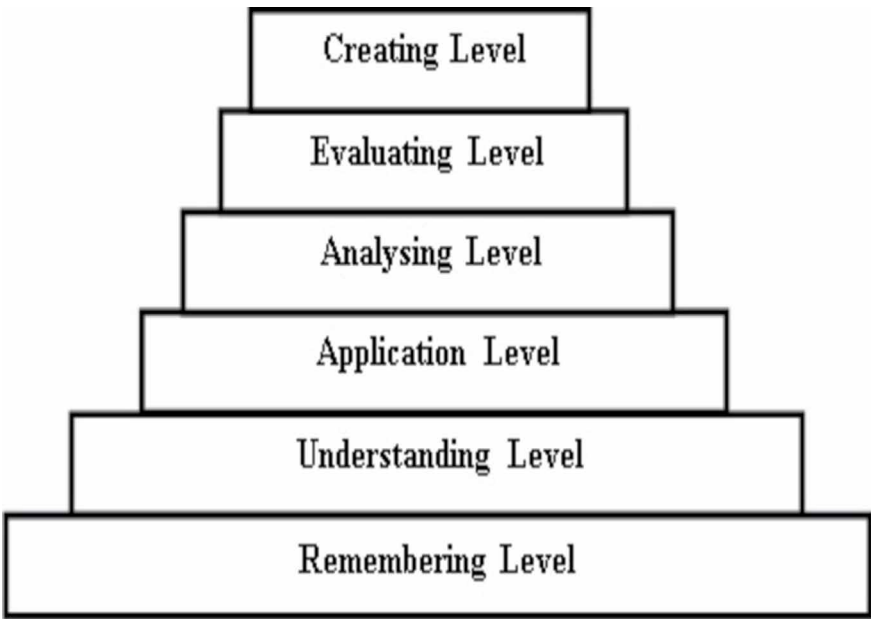 Creating Level
Evaluating Level
Analysing Level
Application Level
Understanding Level
Remembering Level